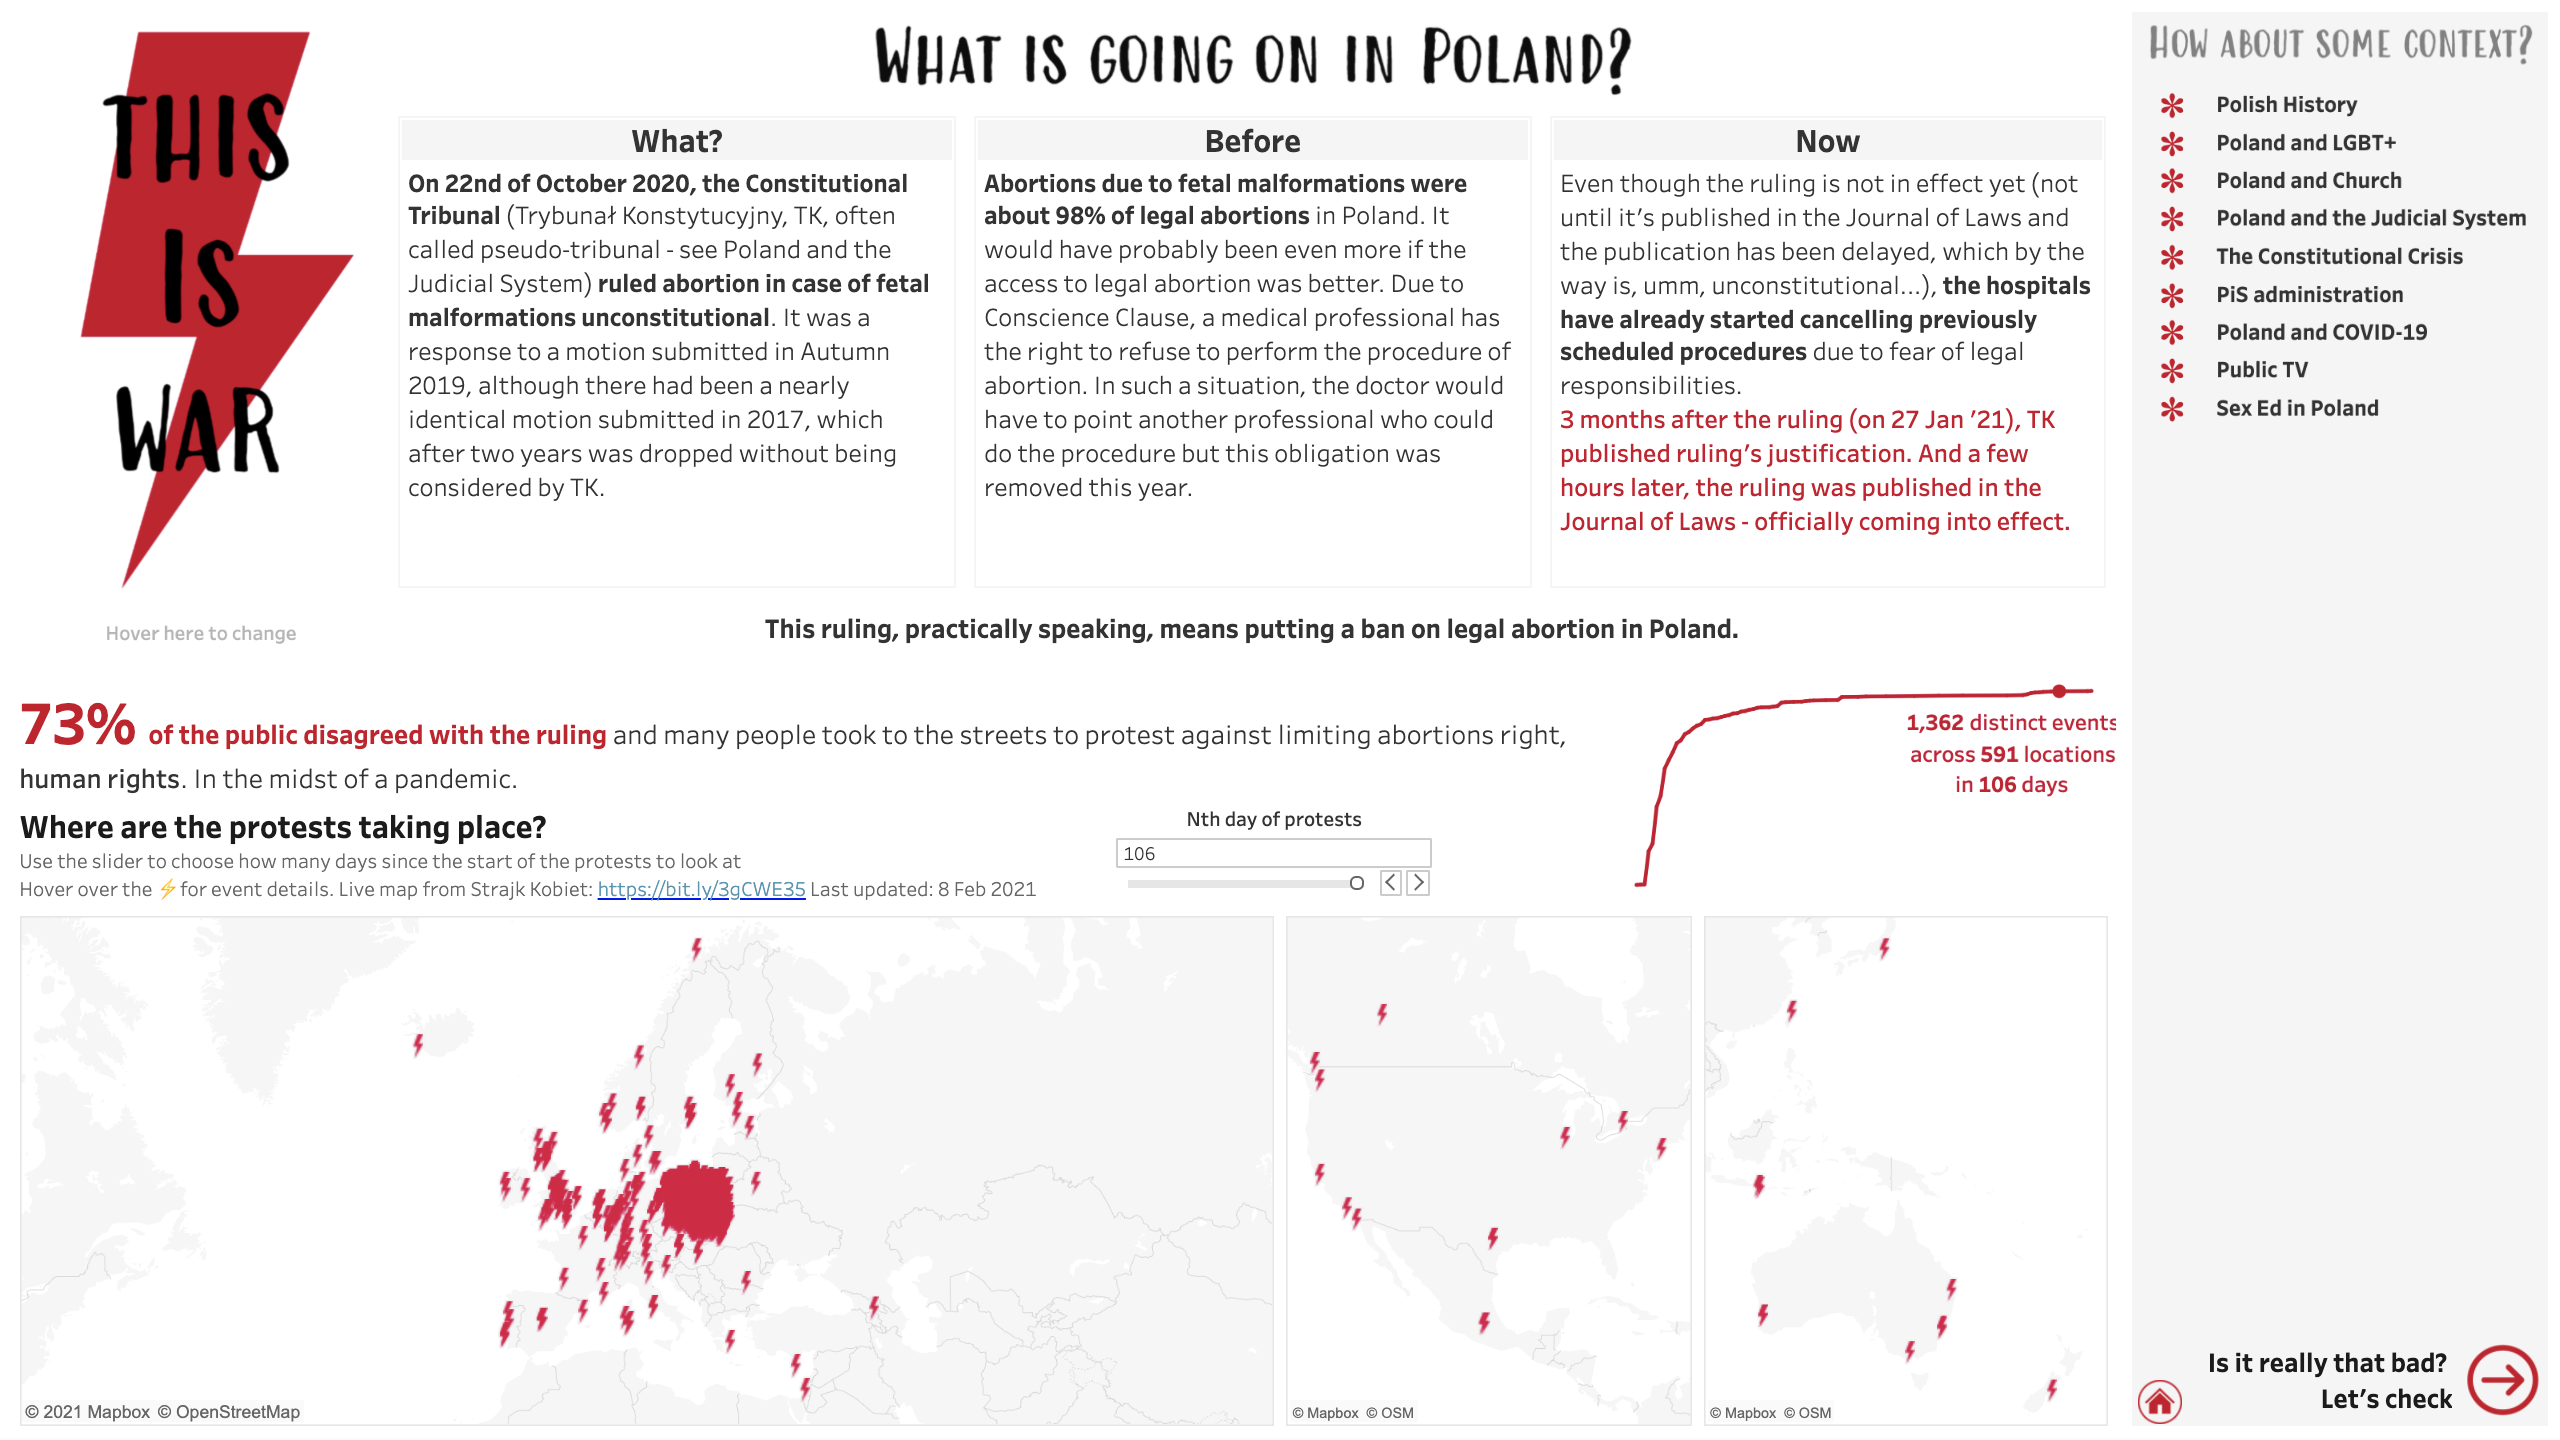 THIS
IS
WAR
Hover here to change
WHAT IS GOING ON IN POLAND?
What?
On 22nd of October 2020, the Constitutional
Tribunal (Trybunał Konstytucyjny, TK, often
called pseudo-tribunal - see Poland and the
Judicial System) ruled abortion in case of fetal
malformations unconstitutional. It was a
response to a motion submitted in Autumn
2019, although there had been a nearly
identical motion submitted in 2017, which
after two years was dropped without being
considered by TK.
Before
Abortions due to fetal malformations were
about 98% of legal abortions in Poland. It
would have probably been even more if the
access to legal abortion was better. Due to
Conscience Clause, a medical professional has
the right to refuse to perform the procedure of
abortion. In such a situation, the doctor would
have to point another professional who could
do the procedure but this obligation was
removed this year.
Now
Even though the ruling is not in effect yet (not
until it's published in the Journal of Laws and
the publication has been delayed, which by the
way is, umm, unconstitutional...), the hospitals
have already started cancelling previously
scheduled procedures due to fear of legal
responsibilities.
3 months after the ruling (on 27 Jan '21), TK
published ruling's justification. And a few
hours later, the ruling was published in the
Journal of Laws - officially coming into effect.
This ruling, practically speaking, means putting a ban on legal abortion in Poland.
73% of the public disagreed with the ruling and many people took to the streets to protest against limiting abortions right,
human rights. In the midst of a pandemic.
1,362 distinct events
across 591 locations
in 106 days
Where are the protests taking place?
Use the slider to choose how many days since the start of the protests to look at
Hover over the ⚡ for event details. Live map from Strajk Kobiet: https://bit.ly/3gCWE35 Last updated: 8 Feb 2021
Nth day of protests
106
© 2021 Mapbox © OpenStreetMap
© Mapbox © OSM
© Mapbox © OSM
HOW ABOUT SOME CONTEXT?
Polish History
Poland and LGBT+
Poland and Church
Poland and the Judicial System
The Constitutional Crisis
PiS administration
Poland and COVID-19
Public TV
Sex Ed in Poland
Is it really that bad?
Let's check